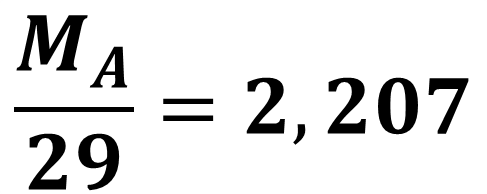 M_A / 29 = 2,207